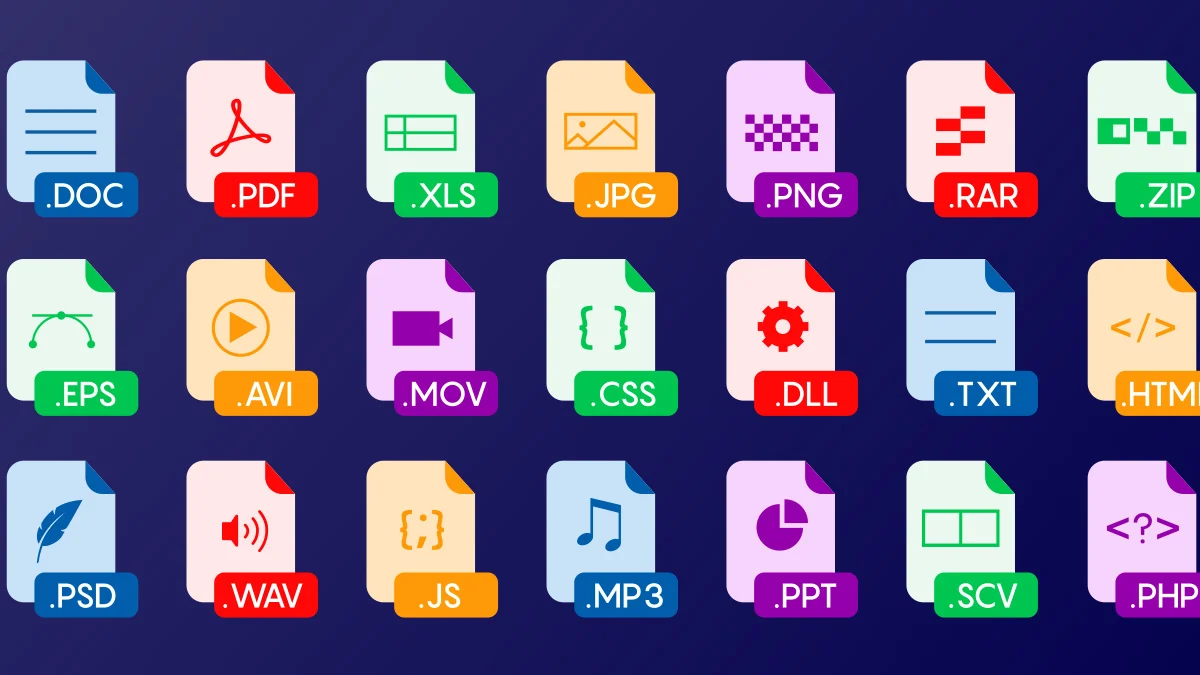 .DOC .PDF .XLS .JPG .PNG .RAR .ZIP
.EPS .AVI .MOV .CSS .DLL .TXT </> .HTML
.PSD .WAV {;} .JS .MP3 .PPT .SCV <?> .PHP